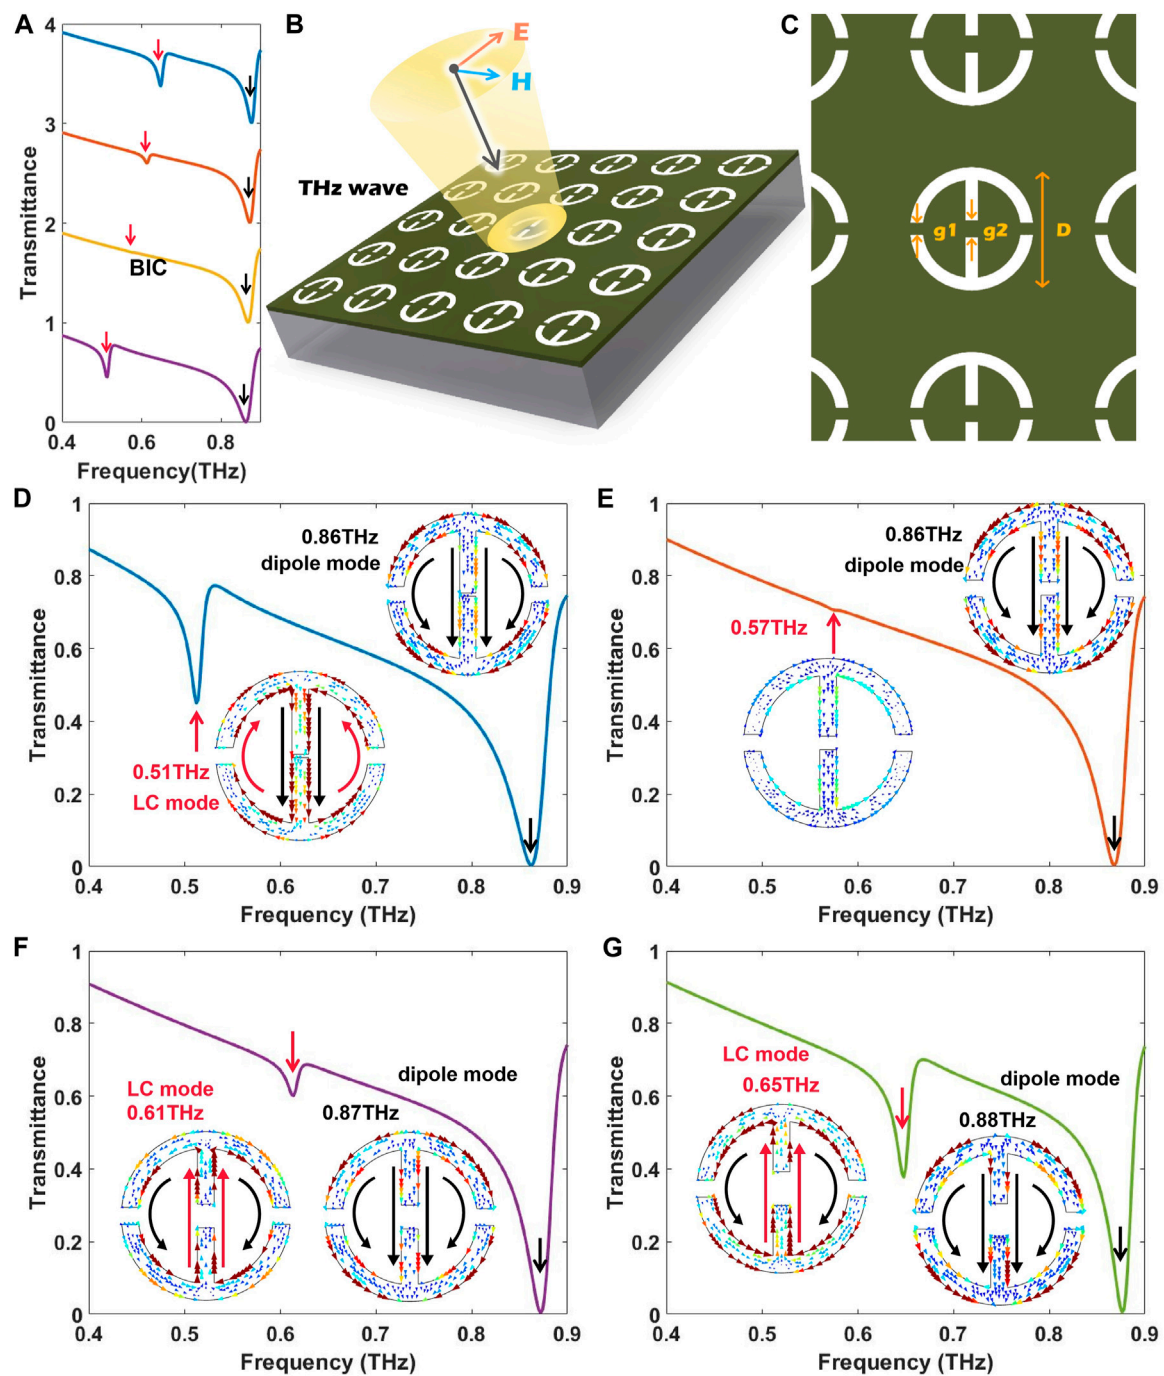 A
4
3
2
1
0
0.4
0.6
0.8
Transmittance
Frequency(THz)
BIC
B
E
H
THz wave
C
g1
g2
D
D
1
0.8
0.6
0.4
0.2
0
0.4
0.5
0.6
0.7
0.8
0.9
Transmittance
Frequency (THz)
0.86THz
dipole mode
0.51THz
LC mode
E
1
0.8
0.6
0.4
0.2
0
0.4
0.5
0.6
0.7
0.8
0.9
Transmittance
Frequency (THz)
0.86THz
dipole mode
0.57THz
F
1
0.8
0.6
0.4
0.2
0
0.4
0.5
0.6
0.7
0.8
0.9
Transmittance
Frequency (THz)
LC mode
0.61THz
dipole mode
0.87THz
G
1
0.8
0.6
0.4
0.2
0
0.4
0.5
0.6
0.7
0.8
0.9
Transmittance
Frequency (THz)
LC mode
0.65THz
dipole mode
0.88THz